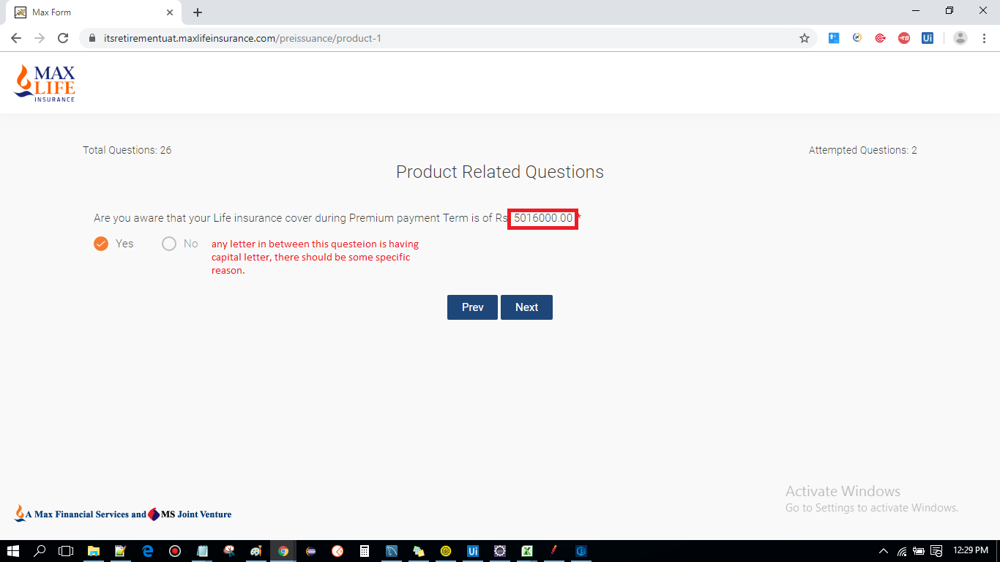 Max Form
itsretirementuat.maxlifeinsurance.com/preissuance/product-1
Ui
MAX
LIFE
INSURANCE
Total Questions: 26
Attempted Questions: 2
Product Related Questions
Are you aware that your Life insurance cover during Premium payment Term is of Rs 5016000.00 *
Yes
No
any letter in between this questeion is having
capital letter, there should be some specific
reason.
Prev
Next
Activate Windows
Go to Settings to activate Windows.
A Max Financial Services and MS Joint Venture
Ui
12:29 PM